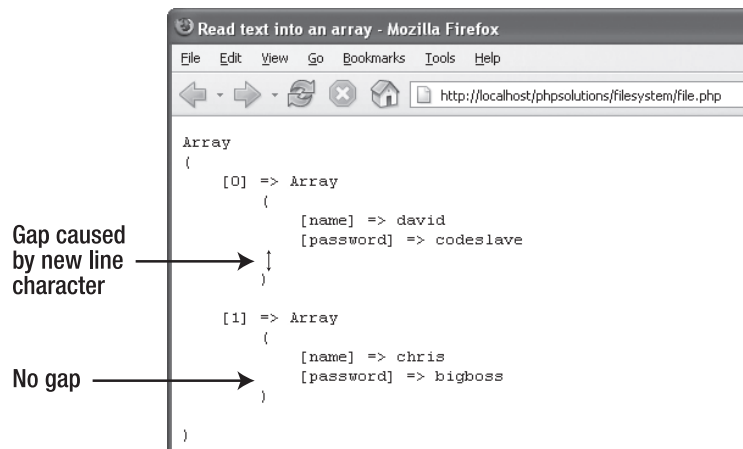 Read text into an array - Mozilla Firefox
File Edit View Go Bookmarks Tools Help
http://localhost/phpsolutions/filesystem/file.php
Array
(
[0] => Array
(
[name] => david
[password] => codeslave
Gap caused
by new line
character
)
[1] => Array
(
[name] => chris
[password] => bigboss
No gap
)
)